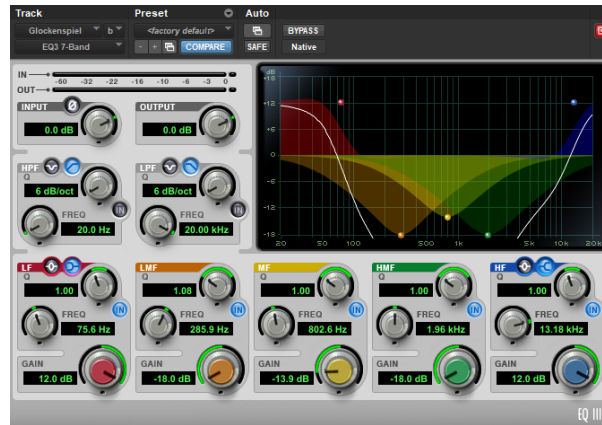 Track Preset Auto
Glockenspiel b <factory default> BYPASS
EQ3 7-Band - + COMPARE SAFE Native
IN
-60 -32 -22 -16 -10 -6 -3 0
OUT
INPUT Ø OUTPUT
0.0 dB 0.0 dB
HPF LPF
Q Q
6 dB/oct 6 dB/oct
IN IN
FREQ FREQ
20.0 Hz 20.00 kHz
dB
+18
+12
+6
0
-6
-12
-18
20 50 100 500 1k 5k 10k 20k
LF LMF MF HMF HF
Q Q Q Q Q
1.00 1.08 1.00 1.00 1.00
IN IN IN IN IN
FREQ FREQ FREQ FREQ FREQ
75.6 Hz 285.9 Hz 802.6 Hz 1.96 kHz 13.18 kHz
GAIN GAIN GAIN GAIN GAIN
12.0 dB -18.0 dB -13.9 dB -18.0 dB 12.0 dB
EQ III